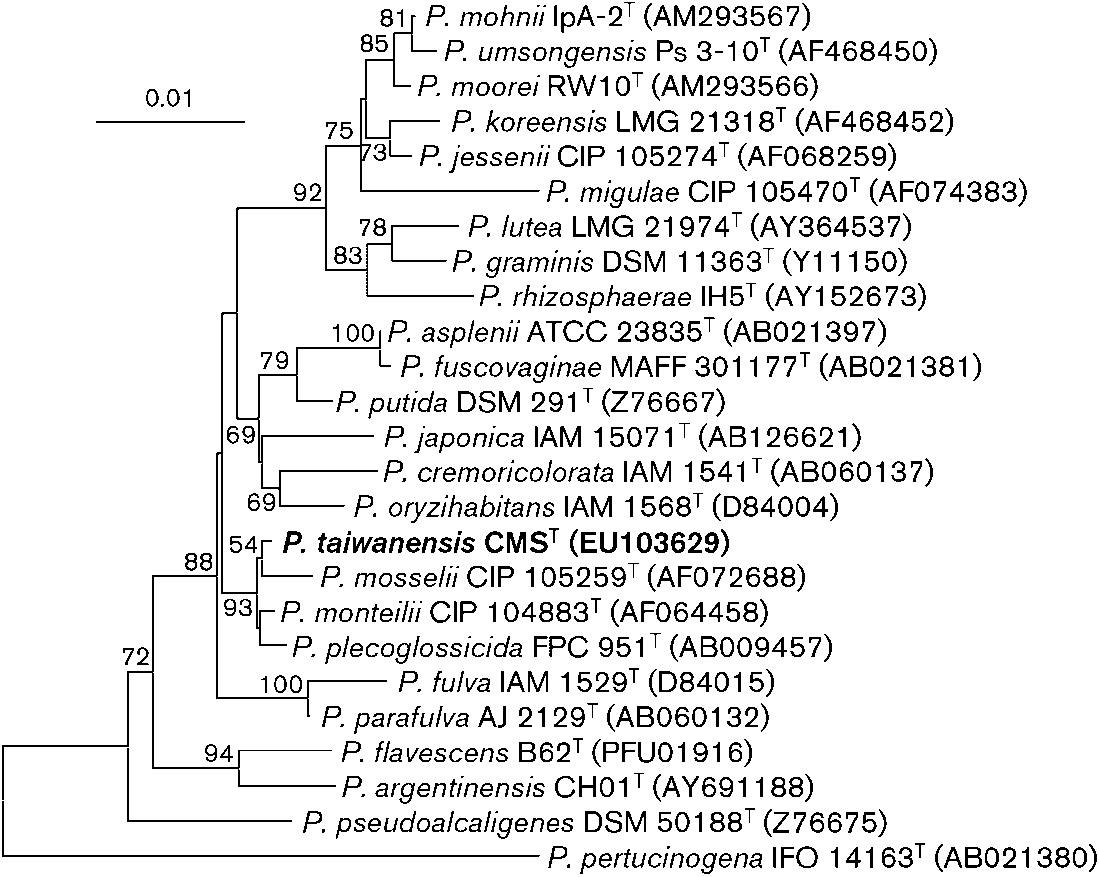 81 P. mohnii IpA-2ᵀ (AM293567)
85 P. umsongensis Ps 3-10ᵀ (AF468450)
P. moorei RW10ᵀ (AM293566)
0.01
75 P. koreensis LMG 21318ᵀ (AF468452)
73 P. jessenii CIP 105274ᵀ (AF068259)
92 P. migulae CIP 105470ᵀ (AF074383)
78 P. lutea LMG 21974ᵀ (AY364537)
83 P. graminis DSM 11363ᵀ (Y11150)
P. rhizosphaerae IH5ᵀ (AY152673)
100 P. asplenii ATCC 23835ᵀ (AB021397)
79 P. fuscovaginae MAFF 301177ᵀ (AB021381)
P. putida DSM 291ᵀ (Z76667)
69 P. japonica IAM 15071ᵀ (AB126621)
P. cremoricolorata IAM 1541ᵀ (AB060137)
69 P. oryzihabitans IAM 1568ᵀ (D84004)
54 P. taiwanensis CMSᵀ (EU103629)
88 P. mosselii CIP 105259ᵀ (AF072688)
93 P. monteilii CIP 104883ᵀ (AF064458)
P. plecoglossicida FPC 951ᵀ (AB009457)
72 100 P. fulva IAM 1529ᵀ (D84015)
P. parafulva AJ 2129ᵀ (AB060132)
94 P. flavescens B62ᵀ (PFU01916)
P. argentinensis CH01ᵀ (AY691188)
P. pseudoalcaligenes DSM 50188ᵀ (Z76675)
P. pertucinogena IFO 14163ᵀ (AB021380)